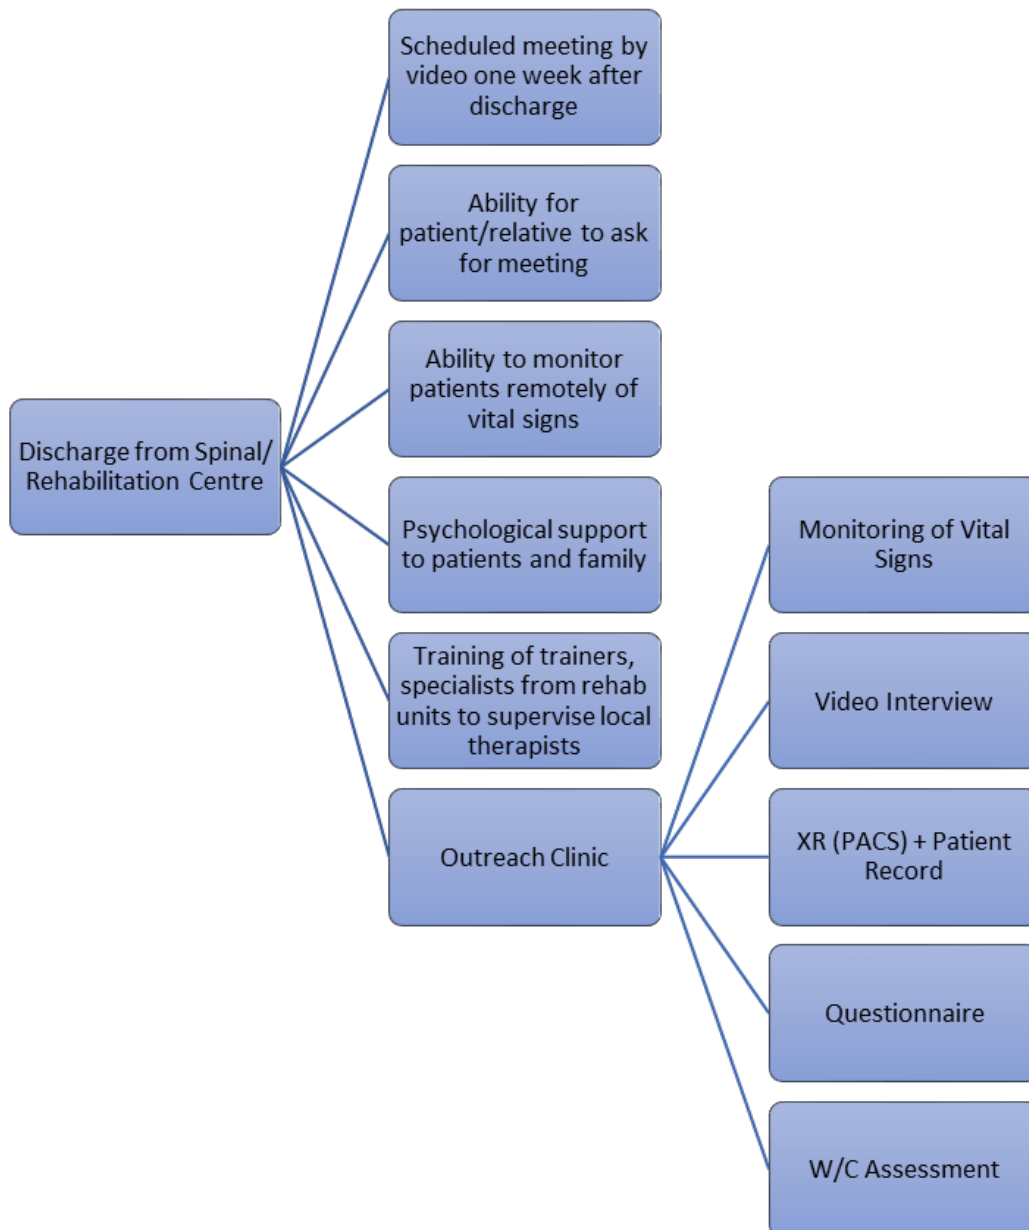 Scheduled meeting by
video one week after
discharge
Ability for
patient/relative to ask
for meeting
Ability to monitor
patients remotely of
vital signs
Discharge from Spinal/
Rehabilitation Centre
Psychological support
to patients and family
Training of trainers,
specialists from rehab
units to supervise local
therapists
Outreach Clinic
Monitoring of Vital
Signs
Video Interview
XR (PACS) + Patient
Record
Questionnaire
W/C Assessment